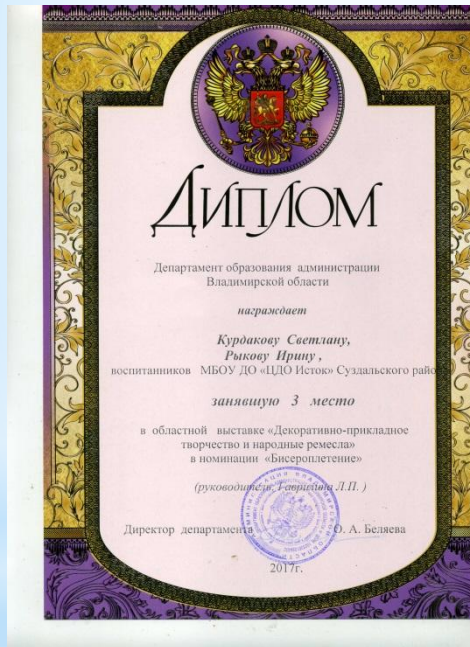 Диплом
Департамент образования администрации
Владимирской области
награждает
Курдакову Светлану,
Рыкову Ирину ,
воспитанников МБОУ ДО «ЦДО Исток» Суздальского райо
занявшую 3 место
в областной выставке «Декоративно-прикладное
творчество и народные ремесла»
в номинации «Бисероплетение»
(руководитель, Гаврилина Л.П. )
Директор департамента О. А. Беляева
2017г.